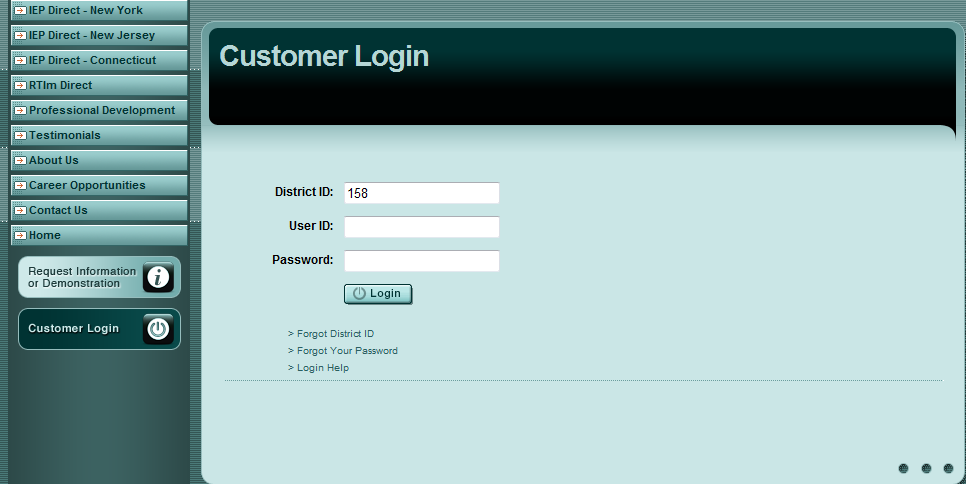 IEP Direct - New York
IEP Direct - New Jersey
IEP Direct - Connecticut
RTIm Direct
Professional Development
Testimonials
About Us
Career Opportunities
Contact Us
Home
Request Information
or Demonstration
Customer Login
Customer Login
District ID: 158
User ID:
Password:
Login
> Forgot District ID
> Forgot Your Password
> Login Help